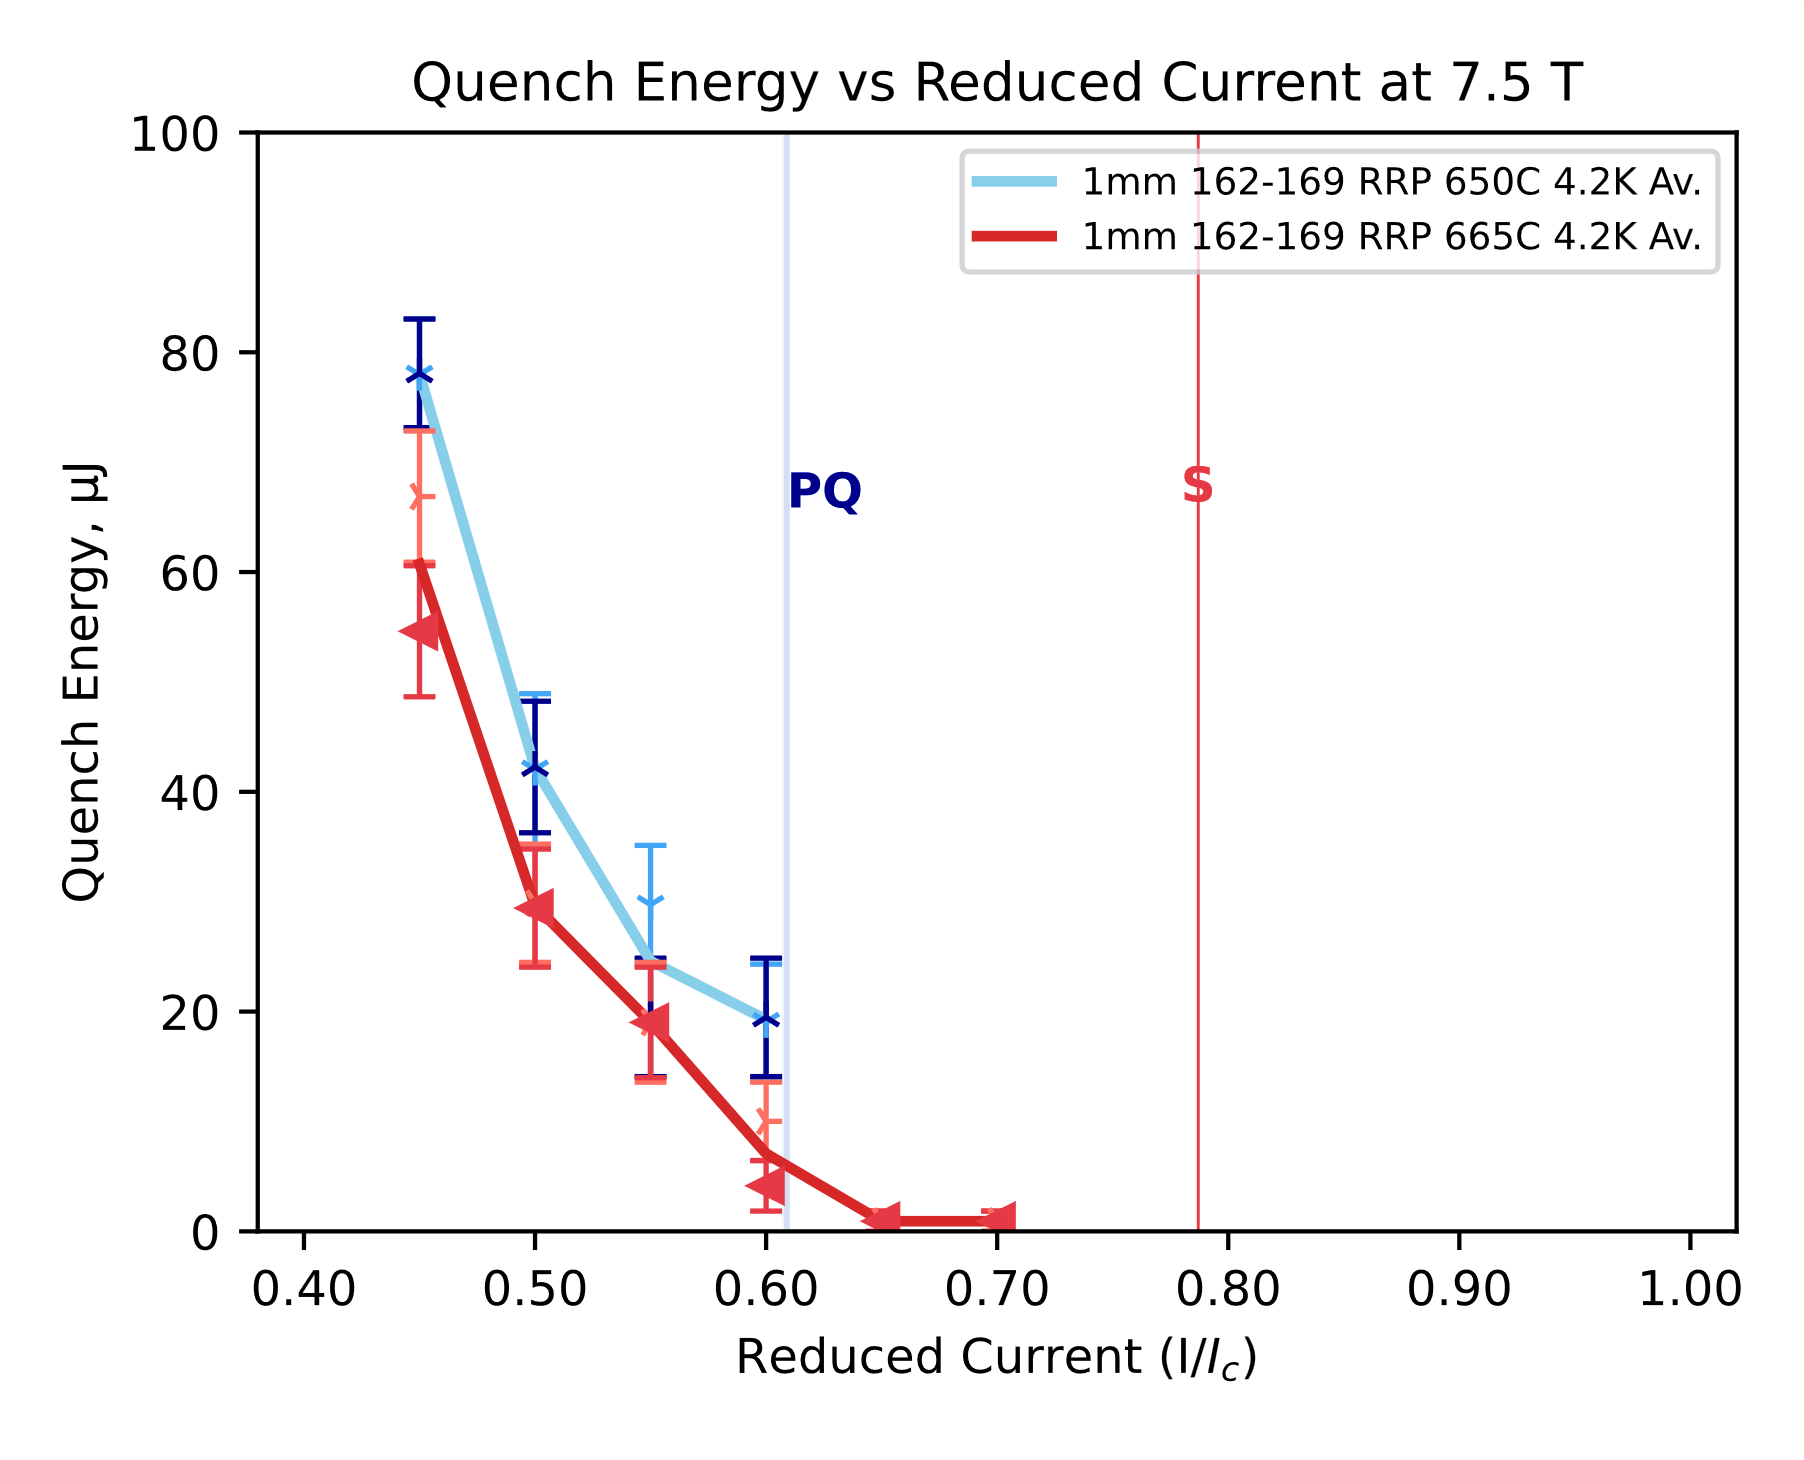 Quench Energy vs Reduced Current at 7.5 T
100
80
60
40
20
0
Quench Energy, µJ
1mm 162-169 RRP 650C 4.2K Av.
1mm 162-169 RRP 665C 4.2K Av.
PQ
S
0.40 0.50 0.60 0.70 0.80 0.90 1.00
Reduced Current (I/I_c)